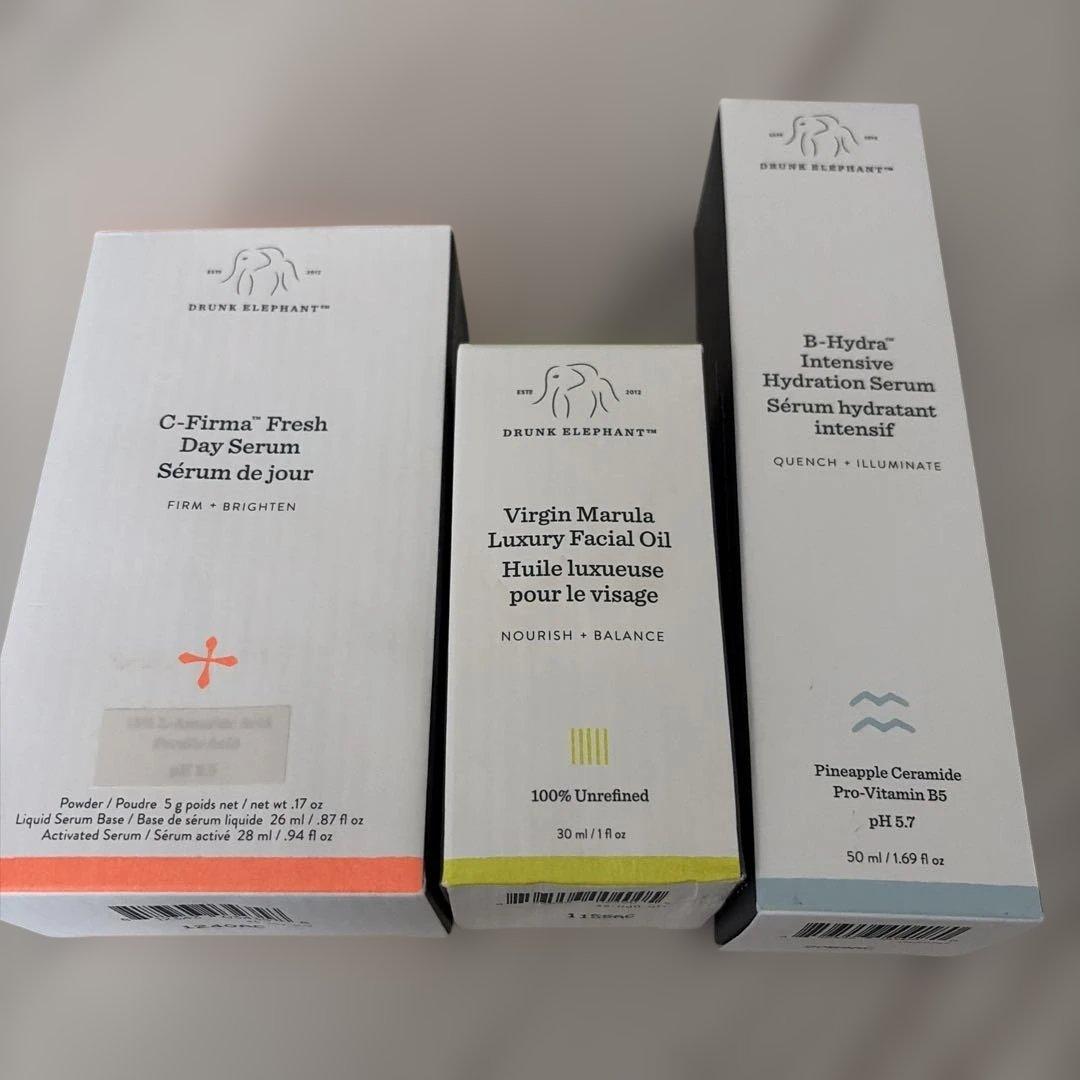 ESTD 2012
DRUNK ELEPHANT™
C-Firma™ Fresh
Day Serum
Sérum de jour
FIRM + BRIGHTEN
Powder / Poudre 5 g poids net / net wt .17 oz
Liquid Serum Base / Base de sérum liquide 26 ml / .87 fl oz
Activated Serum / Sérum activé 28 ml / .94 fl oz
ESTD 2012
DRUNK ELEPHANT™
Virgin Marula
Luxury Facial Oil
Huile luxueuse
pour le visage
NOURISH + BALANCE
100% Unrefined
30 ml / 1 fl oz
DRUNK ELEPHANT™
B-Hydra™
Intensive
Hydration Serum
Sérum hydratant
intensif
QUENCH + ILLUMINATE
Pineapple Ceramide
Pro-Vitamin B5
pH 5.7
50 ml / 1.69 fl oz